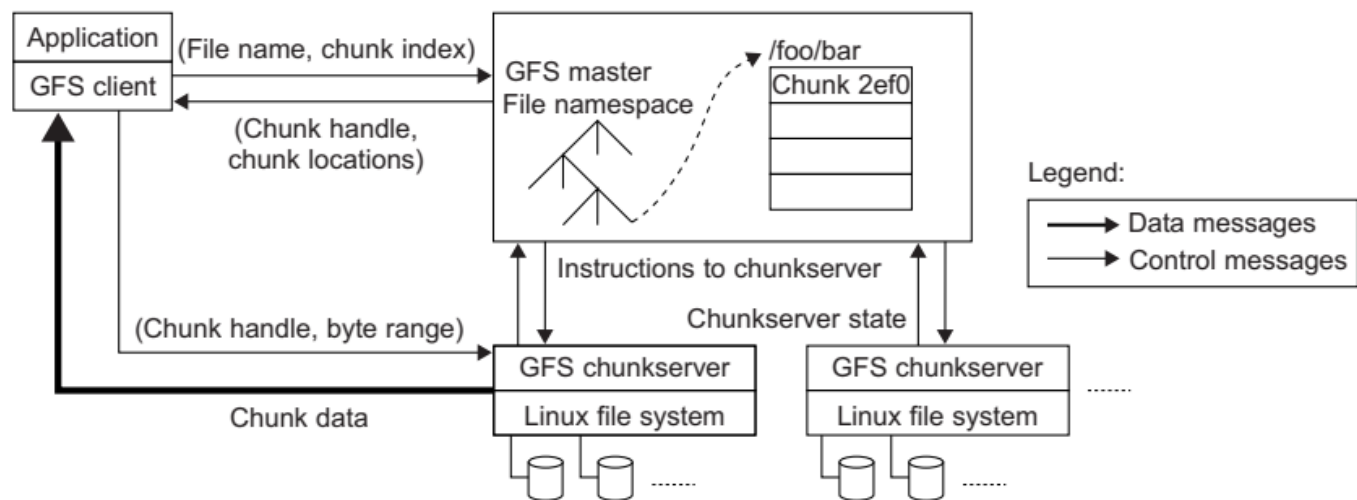 Application
GFS client
(File name, chunk index)
(Chunk handle,
chunk locations)
GFS master
File namespace
/foo/bar
Chunk 2ef0
Legend:
Data messages
Control messages
Instructions to chunkserver
Chunkserver state
(Chunk handle, byte range)
Chunk data
GFS chunkserver
Linux file system
GFS chunkserver
Linux file system